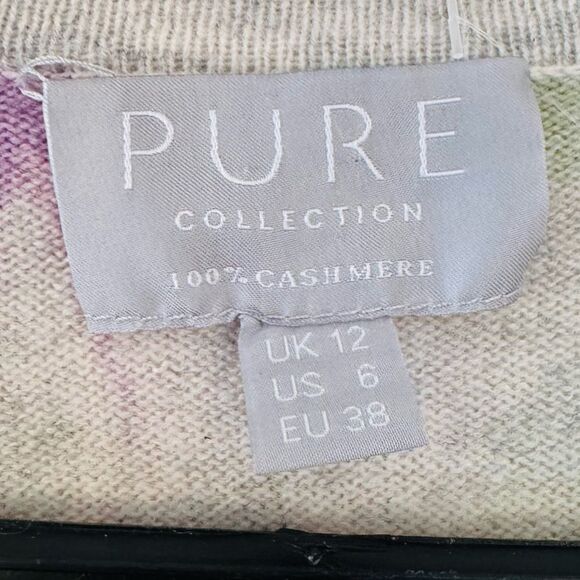 PURE
COLLECTION
100% CASHMERE
UK 12
US 6
EU 38